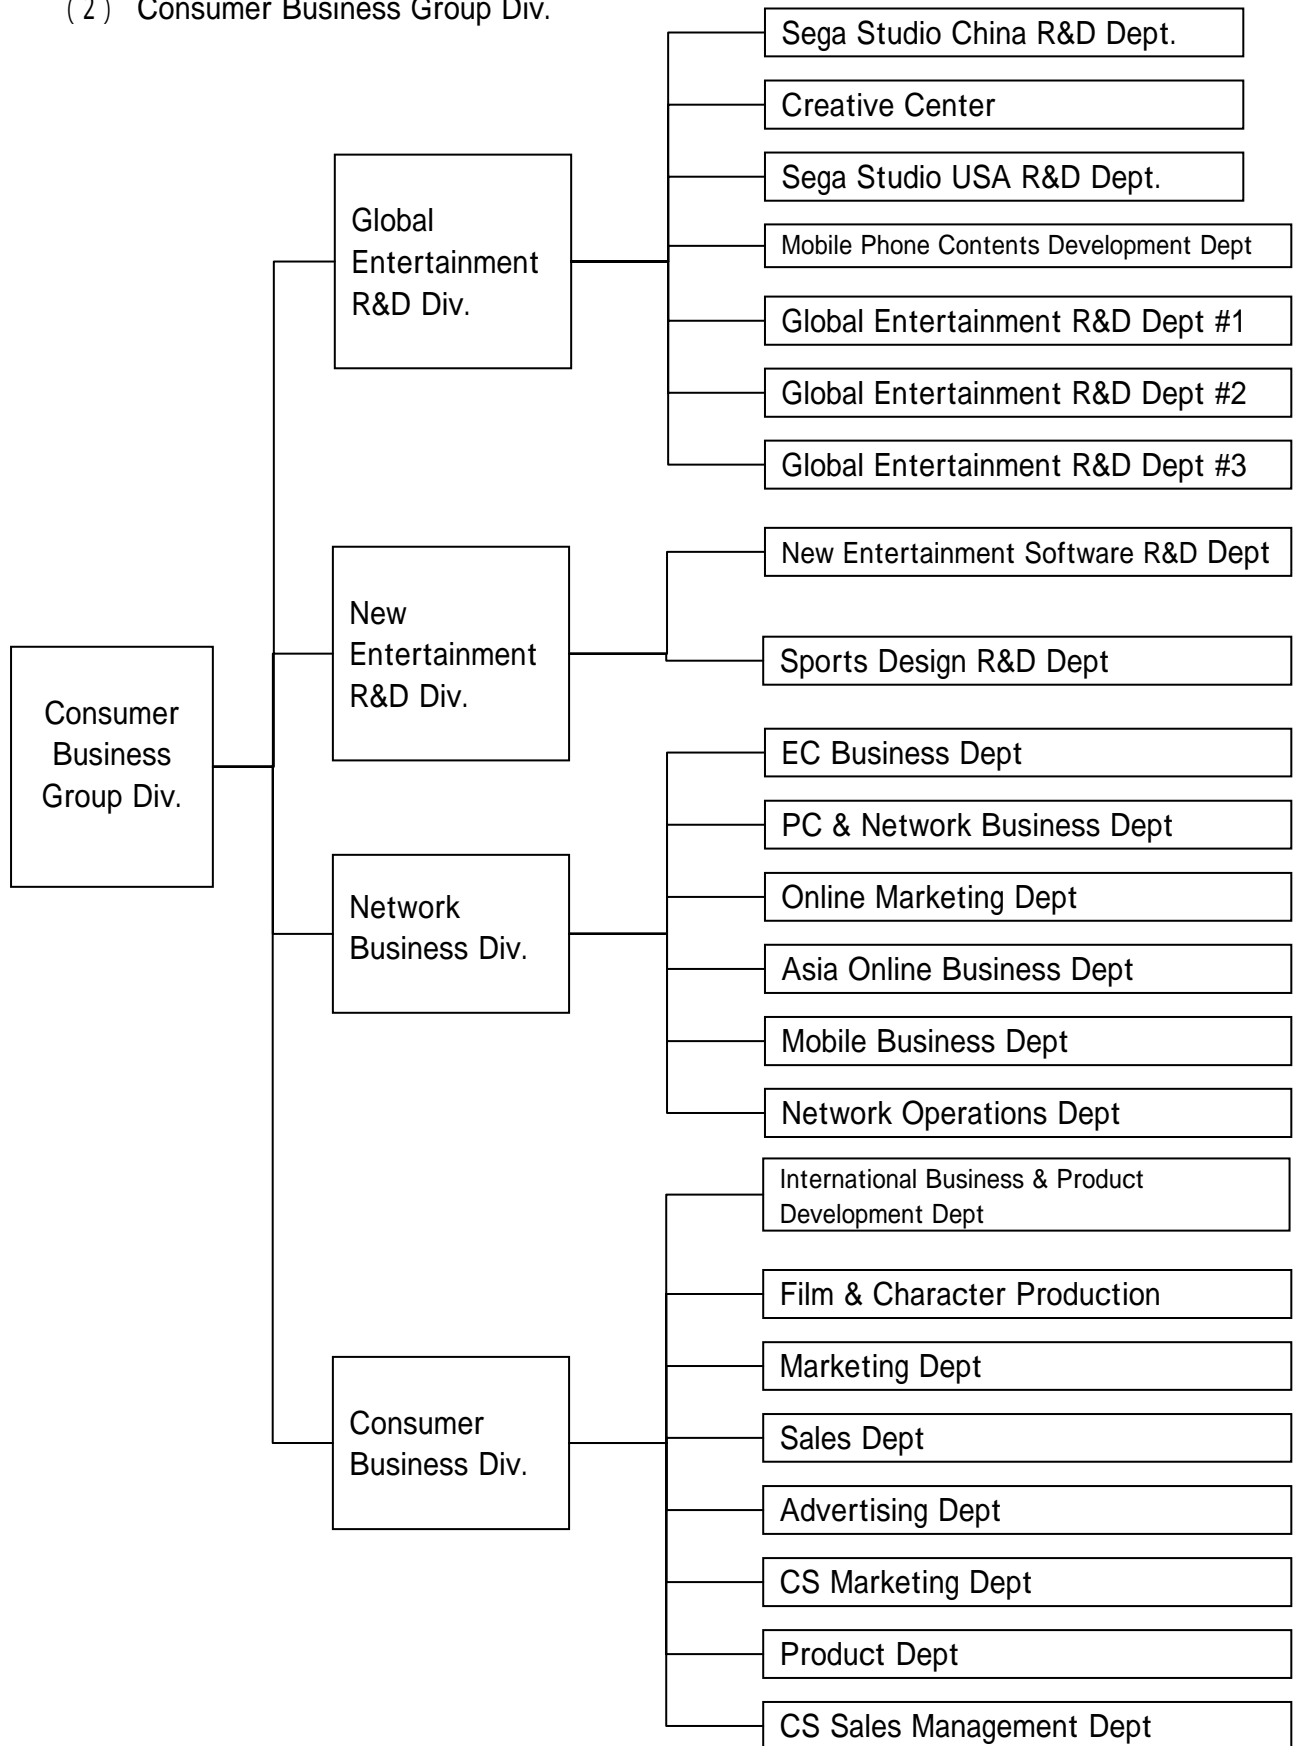 (2) Consumer Business Group Div.
Sega Studio China R&D Dept.
Creative Center
Sega Studio USA R&D Dept.
Global
Entertainment
R&D Div.
Mobile Phone Contents Development Dept
Global Entertainment R&D Dept #1
Global Entertainment R&D Dept #2
Global Entertainment R&D Dept #3
New Entertainment Software R&D Dept
New
Entertainment
R&D Div.
Sports Design R&D Dept
Consumer
Business
Group Div.
EC Business Dept
PC & Network Business Dept
Network
Business Div.
Online Marketing Dept
Asia Online Business Dept
Mobile Business Dept
Network Operations Dept
International Business & Product
Development Dept
Film & Character Production
Marketing Dept
Consumer
Business Div.
Sales Dept
Advertising Dept
CS Marketing Dept
Product Dept
CS Sales Management Dept